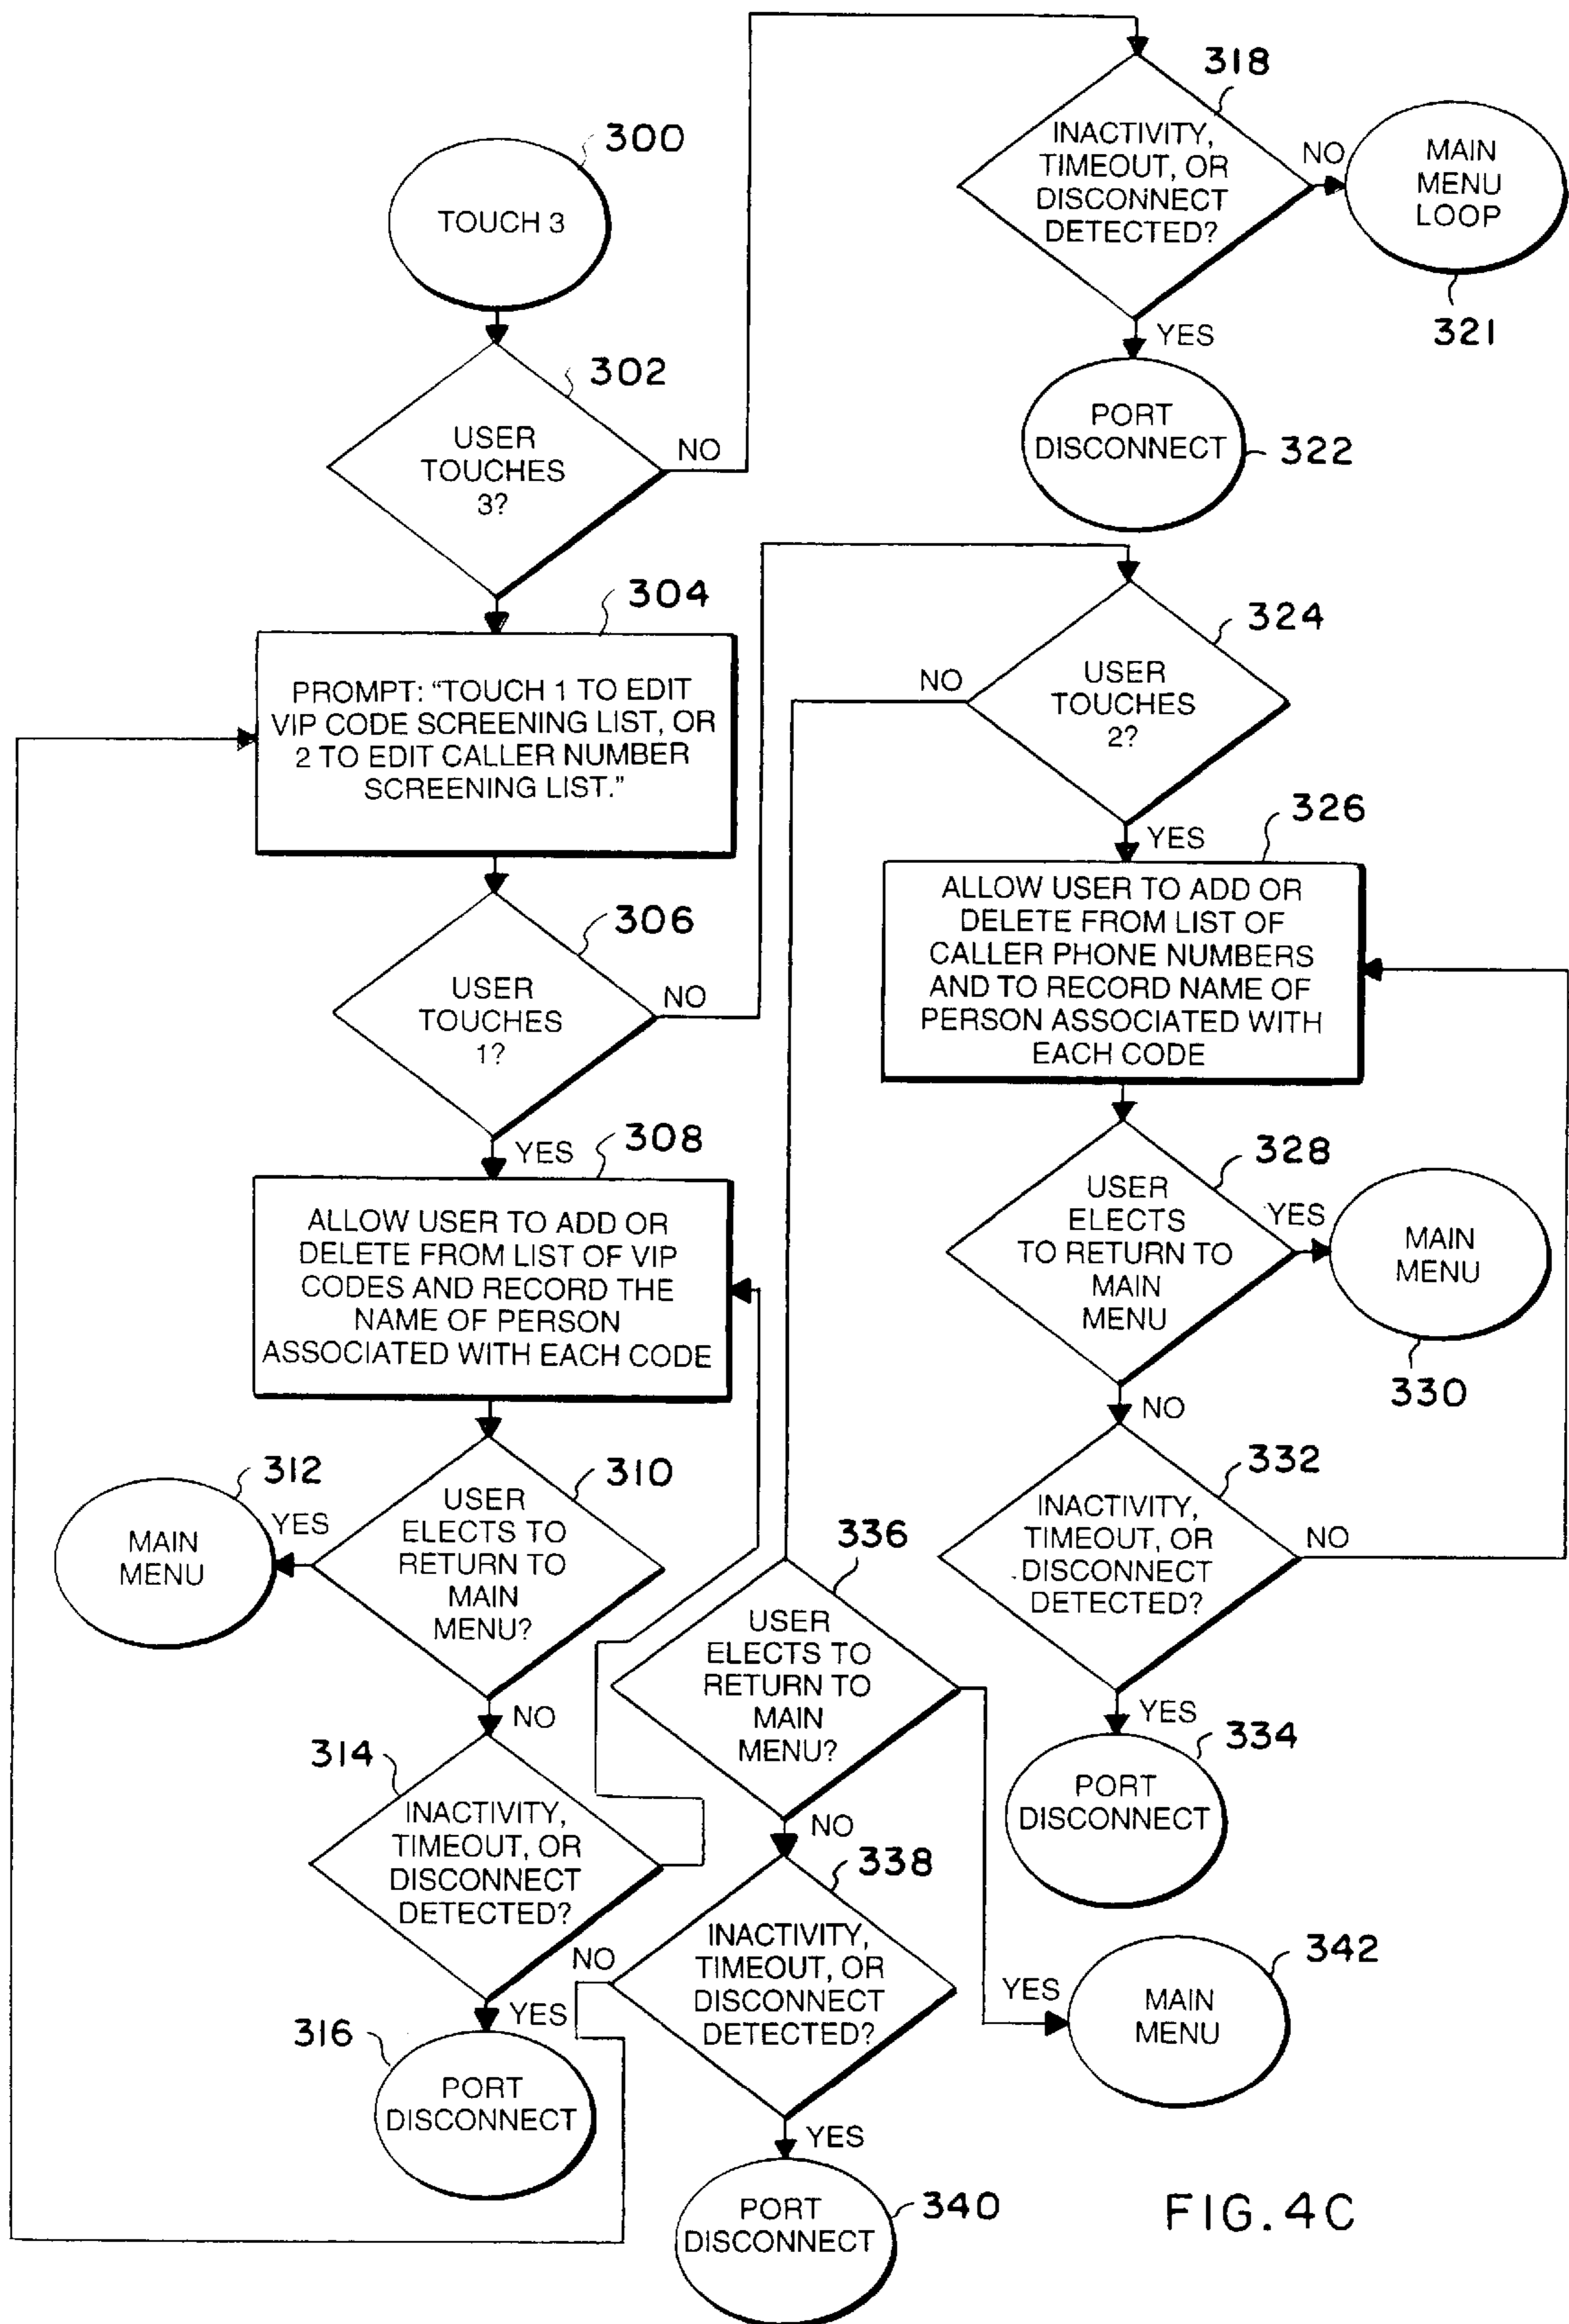 318
INACTIVITY,
TIMEOUT, OR
DISCONNECT
DETECTED?
NO
MAIN
MENU
LOOP
321
YES
PORT
DISCONNECT
322
300
TOUCH 3
302
USER
TOUCHES
3?
NO
304
PROMPT: “TOUCH 1 TO EDIT
VIP CODE SCREENING LIST, OR
2 TO EDIT CALLER NUMBER
SCREENING LIST.”
306
USER
TOUCHES
1?
NO
YES
308
ALLOW USER TO ADD OR
DELETE FROM LIST OF VIP
CODES AND RECORD THE
NAME OF PERSON
ASSOCIATED WITH EACH CODE
310
USER
ELECTS TO
RETURN TO
MAIN
MENU?
YES
312
MAIN
MENU
NO
314
INACTIVITY,
TIMEOUT, OR
DISCONNECT
DETECTED?
YES
316
PORT
DISCONNECT
324
USER
TOUCHES
2?
NO
YES
326
ALLOW USER TO ADD OR
DELETE FROM LIST OF
CALLER PHONE NUMBERS
AND TO RECORD NAME OF
PERSON ASSOCIATED WITH
EACH CODE
328
USER
ELECTS
TO RETURN TO
MAIN
MENU
YES
MAIN
MENU
330
NO
332
INACTIVITY,
TIMEOUT, OR
DISCONNECT
DETECTED?
NO
YES
334
PORT
DISCONNECT
336
USER
ELECTS TO
RETURN TO
MAIN
MENU?
NO
338
INACTIVITY,
TIMEOUT, OR
DISCONNECT
DETECTED?
NO
YES
342
MAIN
MENU
YES
340
PORT
DISCONNECT
FIG. 4C